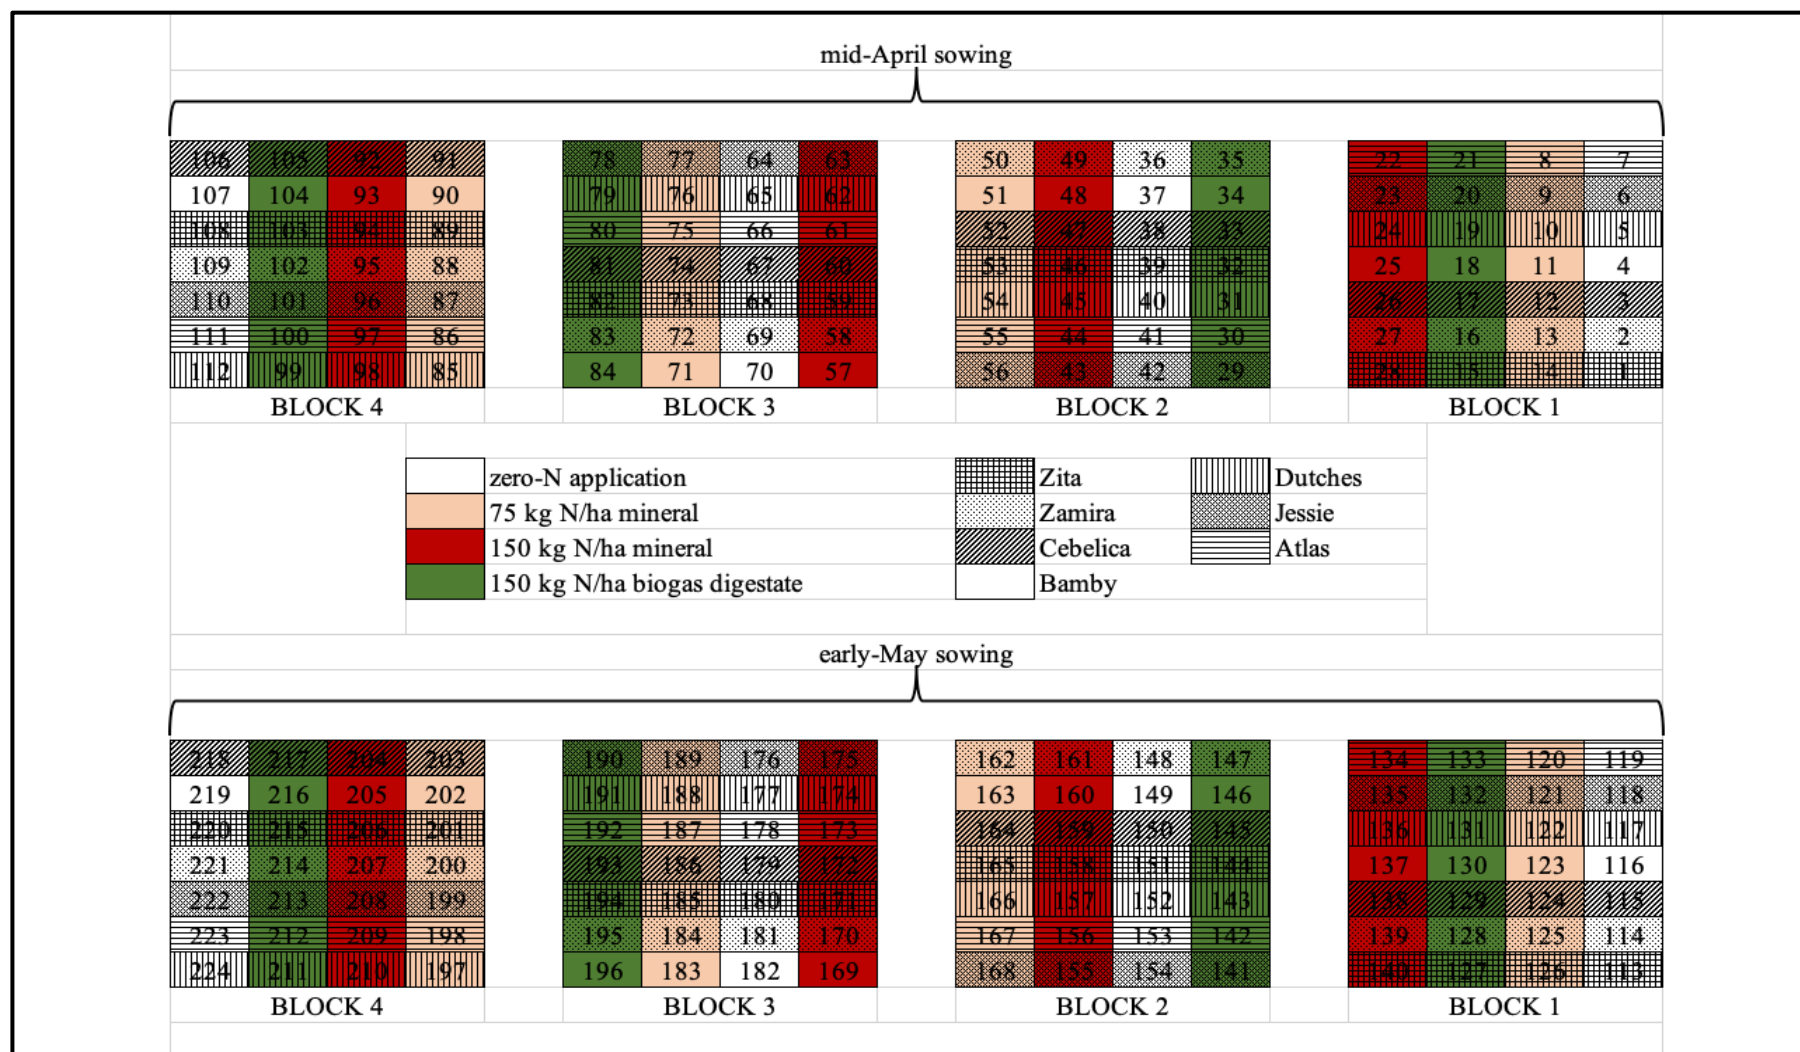 mid-April sowing
106 105 92 91 78 77 64 63 50 49 36 35 22 21 8 7
107 104 93 90 79 76 65 62 51 48 37 34 23 20 9 6
108 103 94 89 80 75 66 61 52 47 38 33 24 19 10 5
109 102 95 88 81 74 67 60 53 46 39 32 25 18 11 4
110 101 96 87 82 73 68 59 54 45 40 31 26 17 12 3
111 100 97 86 83 72 69 58 55 44 41 30 27 16 13 2
112 99 98 85 84 71 70 57 56 43 42 29 28 15 14 1
BLOCK 4 BLOCK 3 BLOCK 2 BLOCK 1
zero-N application Zita Dutches
75 kg N/ha mineral Zamira Jessie
150 kg N/ha mineral Cebelica Atlas
150 kg N/ha biogas digestate Bamby
early-May sowing
218 217 204 203 190 189 176 175 162 161 148 147 134 133 120 119
219 216 205 202 191 188 177 174 163 160 149 146 135 132 121 118
220 215 206 201 192 187 178 173 164 159 150 145 136 131 122 117
221 214 207 200 193 186 179 172 165 158 151 144 137 130 123 116
222 213 208 199 194 185 180 171 166 157 152 143 138 129 124 115
223 212 209 198 195 184 181 170 167 156 153 142 139 128 125 114
224 211 210 197 196 183 182 169 168 155 154 141 140 127 126 113
BLOCK 4 BLOCK 3 BLOCK 2 BLOCK 1